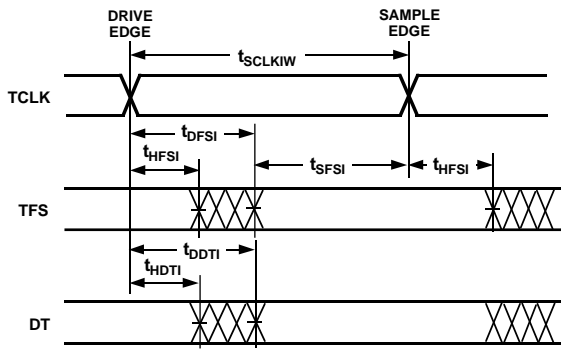 DRIVE
EDGE
SAMPLE
EDGE
tSCLKIW
TCLK
tDFSI
tHFSI
tSFSI
tHFSI
TFS
tDDTI
tHDTI
DT